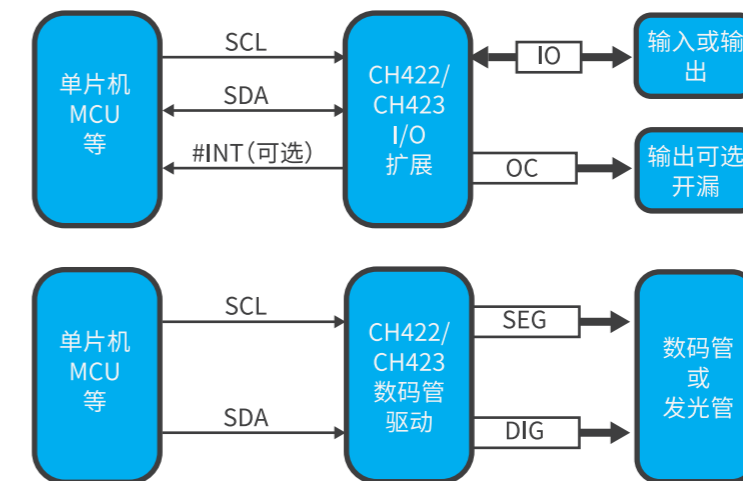 单片机
MCU
等
SCL
SDA
#INT(可选)
CH422/
CH423
I/O
扩展
IO
OC
输入或输
出
输出可选
开漏
单片机
MCU
等
SCL
SDA
CH422/
CH423
数码管
驱动
SEG
DIG
数码管
或
发光管